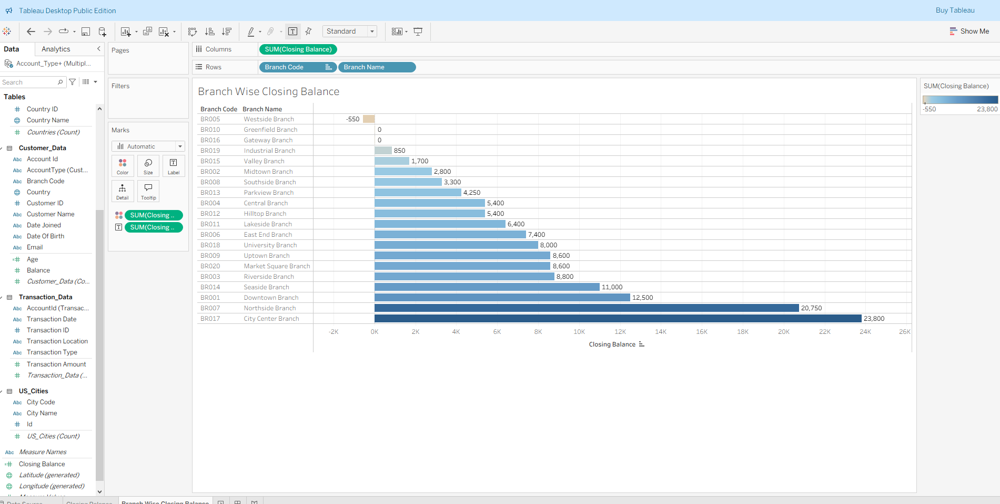 Tableau Desktop Public Edition
Buy Tableau
Standard
Show Me
Data
Analytics
Account_Type+ (Multipl...
Search
Tables
Country ID
Country Name
Countries (Count)
Customer_Data
Abc Account Id
Abc AccountType (Cust...
Abc Branch Code
Country
Customer ID
Abc Customer Name
Abc Date Joined
Abc Date Of Birth
Abc Email
Age
Balance
Customer_Data (Co...
Transaction_Data
Abc AccountId (Transac...
Abc Transaction Date
Transaction ID
Abc Transaction Location
Abc Transaction Type
Transaction Amount
Transaction_Data (...
US_Cities
Abc City Code
Abc City Name
Id
US_Cities (Count)
Abc Measure Names
Closing Balance
Latitude (generated)
Longitude (generated)
Pages
Filters
Marks
Automatic
Color Size Label
Detail Tooltip
SUM(Closing ..
SUM(Closing ..
Columns SUM(Closing Balance)
Rows Branch Code Branch Name
Branch Wise Closing Balance
Branch Code Branch Name
BR005 Westside Branch -550
BR010 Greenfield Branch 0
BR016 Gateway Branch 0
BR019 Industrial Branch 850
BR015 Valley Branch 1,700
BR002 Midtown Branch 2,800
BR008 Southside Branch 3,300
BR013 Parkview Branch 4,250
BR004 Central Branch 5,400
BR012 Hilltop Branch 5,400
BR011 Lakeside Branch 6,400
BR006 East End Branch 7,400
BR018 University Branch 8,000
BR009 Uptown Branch 8,600
BR020 Market Square Branch 8,600
BR003 Riverside Branch 8,800
BR014 Seaside Branch 11,000
BR001 Downtown Branch 12,500
BR007 Northside Branch 20,750
BR017 City Center Branch 23,800
-2K 0K 2K 4K 6K 8K 10K 12K 14K 16K 18K 20K 22K 24K 26K
Closing Balance
SUM(Closing Balance)
-550 23,800
Data Source Closing Balance Branch Wise Closing Balance